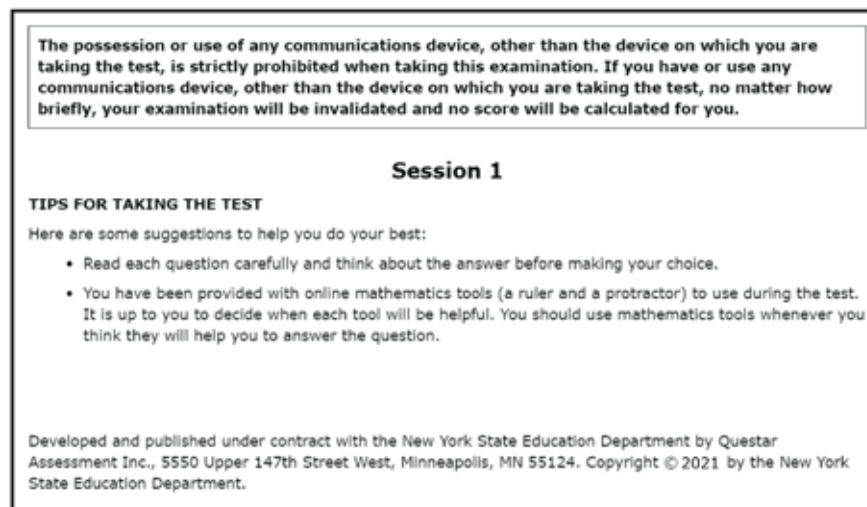 The possession or use of any communications device, other than the device on which you are
taking the test, is strictly prohibited when taking this examination. If you have or use any
communications device, other than the device on which you are taking the test, no matter how
briefly, your examination will be invalidated and no score will be calculated for you.
Session 1
TIPS FOR TAKING THE TEST
Here are some suggestions to help you do your best:
• Read each question carefully and think about the answer before making your choice.
• You have been provided with online mathematics tools (a ruler and a protractor) to use during the test.
It is up to you to decide when each tool will be helpful. You should use mathematics tools whenever you
think they will help you to answer the question.
Developed and published under contract with the New York State Education Department by Questar
Assessment Inc., 5550 Upper 147th Street West, Minneapolis, MN 55124. Copyright © 2021 by the New York
State Education Department.